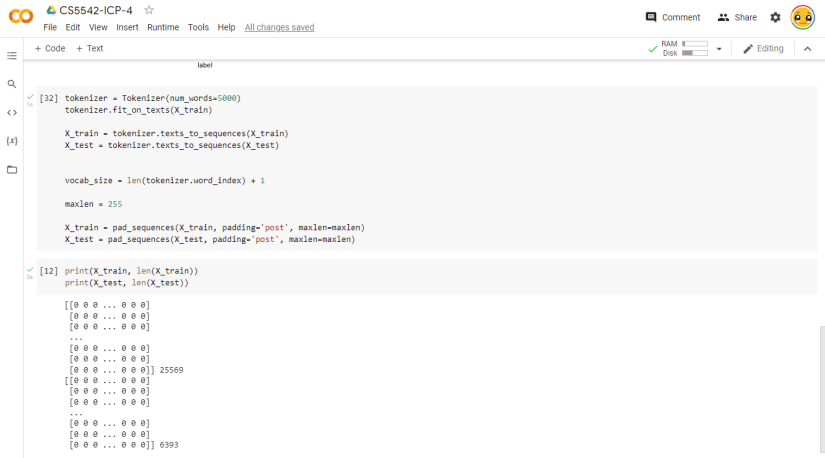 CS5542-ICP-4
File Edit View Insert Runtime Tools Help All changes saved
Comment Share
+ Code + Text
RAM
Disk
Editing
label
[32] tokenizer = Tokenizer(num_words=5000)
1s
tokenizer.fit_on_texts(X_train)
X_train = tokenizer.texts_to_sequences(X_train)
X_test = tokenizer.texts_to_sequences(X_test)
vocab_size = len(tokenizer.word_index) + 1
maxlen = 255
X_train = pad_sequences(X_train, padding='post', maxlen=maxlen)
X_test = pad_sequences(X_test, padding='post', maxlen=maxlen)
[12] print(X_train, len(X_train))
0s
print(X_test, len(X_test))
[[0 0 0 ... 0 0 0]
[0 0 0 ... 0 0 0]
[0 0 0 ... 0 0 0]
...
[0 0 0 ... 0 0 0]
[0 0 0 ... 0 0 0]
[0 0 0 ... 0 0 0]] 25569
[[0 0 0 ... 0 0 0]
[0 0 0 ... 0 0 0]
[0 0 0 ... 0 0 0]
...
[0 0 0 ... 0 0 0]
[0 0 0 ... 0 0 0]
[0 0 0 ... 0 0 0]] 6393